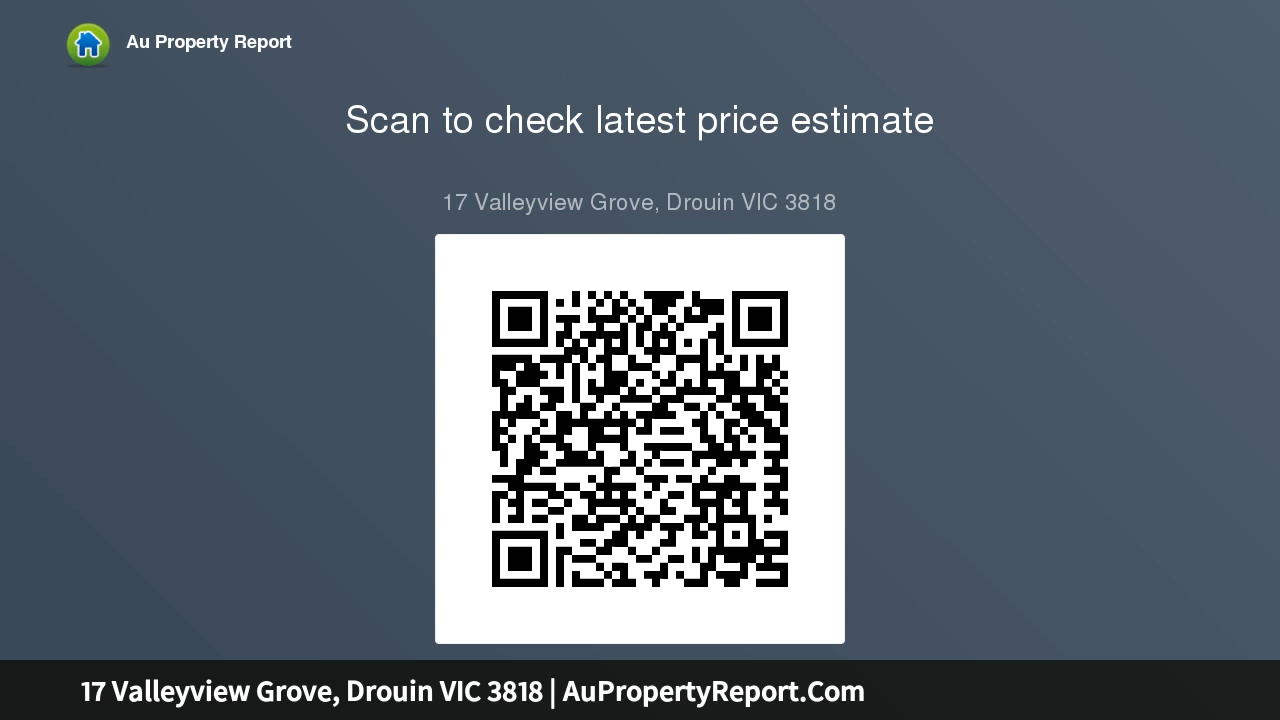 Au Property Report
Scan to check latest price estimate
17 Valleyview Grove, Drouin VIC 3818
17 Valleyview Grove, Drouin VIC 3818 | AuPropertyReport.Com